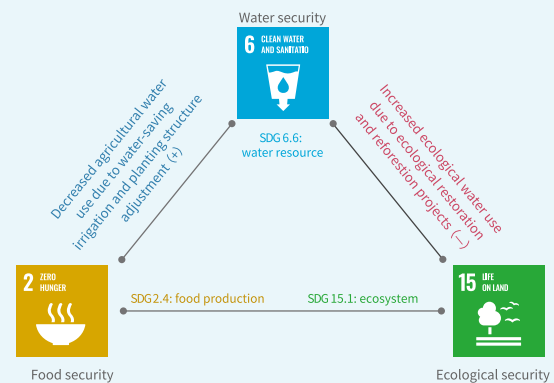 Water security
6 CLEAN WATER
AND SANITATIO
SDG 6.6:
water resource
Decreased agricultural water
use due to water-saving
irrigation and planting structure
adjustment (+)
Increased ecological water use
due to ecological restoration
and reforestion projects (—)
2 ZERO
HUNGER
SDG 2.4: food production
SDG 15.1: ecosystem
15 LIFE
ON LAND
Food security
Ecological security